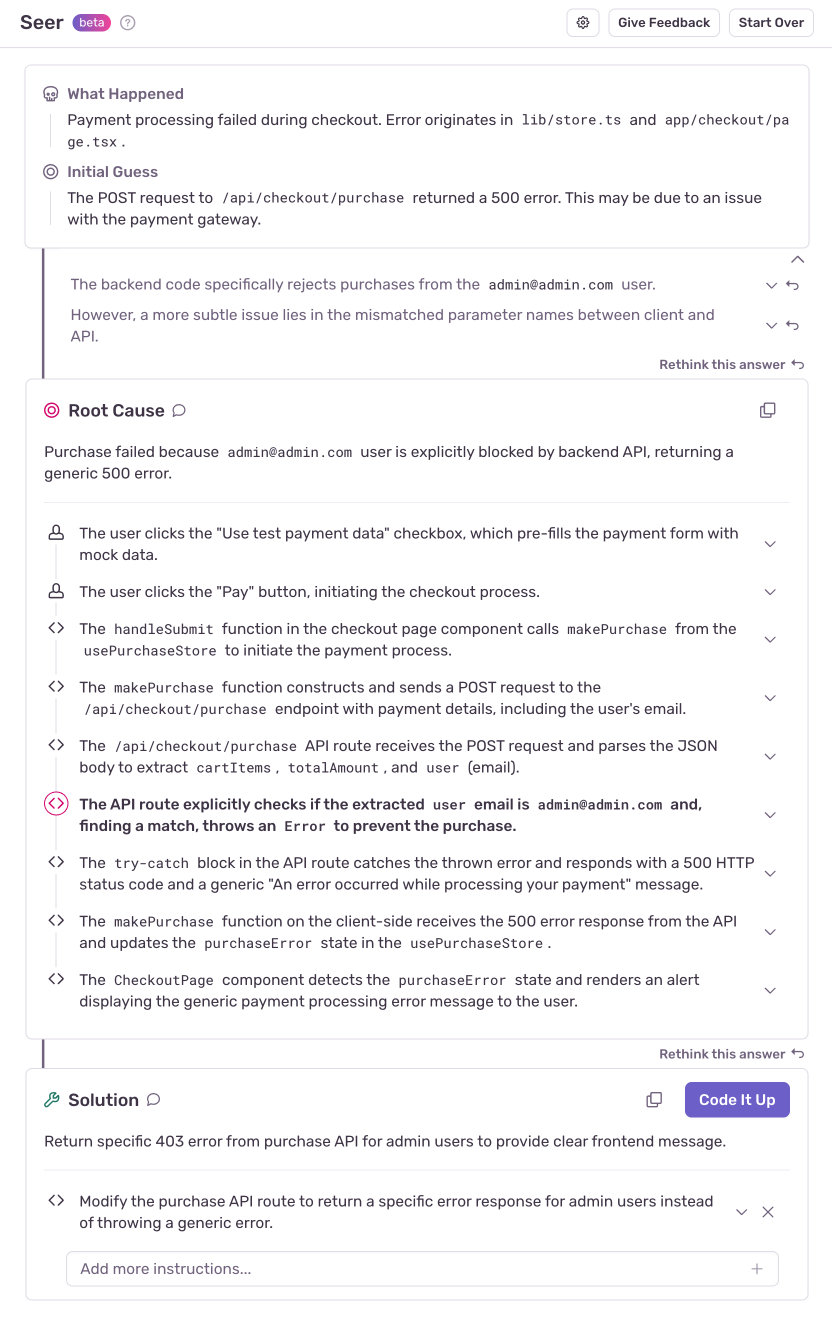 Seer beta ?
Give Feedback
Start Over
What Happened
Payment processing failed during checkout. Error originates in lib/store.ts and app/checkout/pa
ge.tsx.
Initial Guess
The POST request to /api/checkout/purchase returned a 500 error. This may be due to an issue
with the payment gateway.
The backend code specifically rejects purchases from the admin@admin.com user.
However, a more subtle issue lies in the mismatched parameter names between client and
API.
Rethink this answer
Root Cause
Purchase failed because admin@admin.com user is explicitly blocked by backend API, returning a
generic 500 error.
The user clicks the "Use test payment data" checkbox, which pre-fills the payment form with
mock data.
The user clicks the "Pay" button, initiating the checkout process.
The handleSubmit function in the checkout page component calls makePurchase from the
usePurchaseStore to initiate the payment process.
The makePurchase function constructs and sends a POST request to the
/api/checkout/purchase endpoint with payment details, including the user's email.
The /api/checkout/purchase API route receives the POST request and parses the JSON
body to extract cartItems, totalAmount, and user (email).
The API route explicitly checks if the extracted user email is admin@admin.com and,
finding a match, throws an Error to prevent the purchase.
The try-catch block in the API route catches the thrown error and responds with a 500 HTTP
status code and a generic "An error occurred while processing your payment" message.
The makePurchase function on the client-side receives the 500 error response from the API
and updates the purchaseError state in the usePurchaseStore.
The CheckoutPage component detects the purchaseError state and renders an alert
displaying the generic payment processing error message to the user.
Rethink this answer
Solution
Code It Up
Return specific 403 error from purchase API for admin users to provide clear frontend message.
Modify the purchase API route to return a specific error response for admin users instead
of throwing a generic error.
Add more instructions...